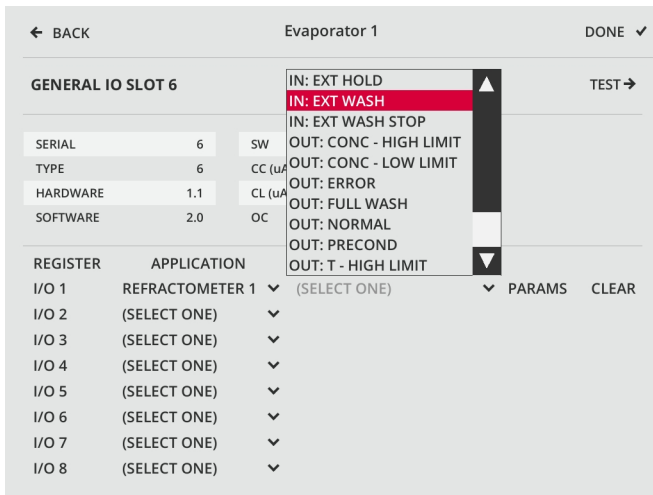 BACK
Evaporator 1
DONE
GENERAL IO SLOT 6
TEST
IN: EXT HOLD
IN: EXT WASH
IN: EXT WASH STOP
OUT: CONC - HIGH LIMIT
OUT: CONC - LOW LIMIT
OUT: ERROR
OUT: FULL WASH
OUT: NORMAL
OUT: PRECOND
OUT: T - HIGH LIMIT
SERIAL 6 SW
TYPE 6 CC (uA
HARDWARE 1.1 CL (uA
SOFTWARE 2.0 OC
REGISTER APPLICATION
I/O 1 REFRACTOMETER 1 (SELECT ONE) PARAMS CLEAR
I/O 2 (SELECT ONE)
I/O 3 (SELECT ONE)
I/O 4 (SELECT ONE)
I/O 5 (SELECT ONE)
I/O 6 (SELECT ONE)
I/O 7 (SELECT ONE)
I/O 8 (SELECT ONE)